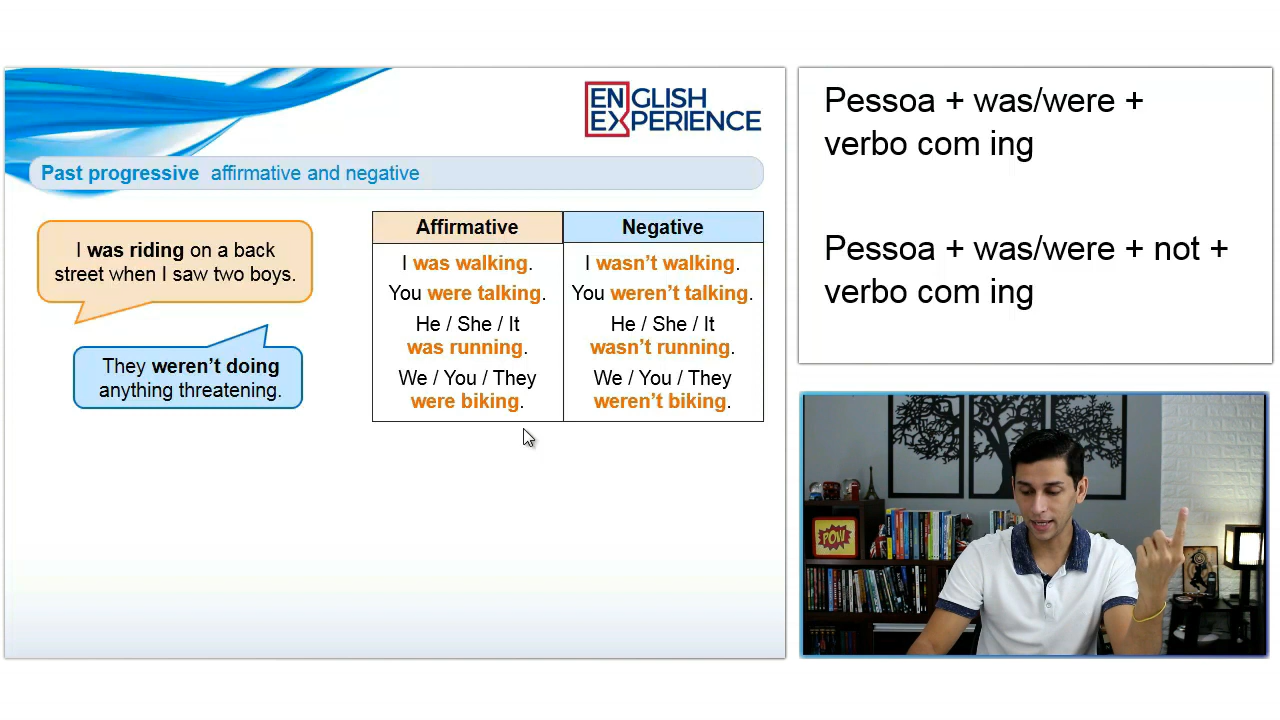 ENGLISH
EXPERIENCE
Past progressive affirmative and negative
I was riding on a back
street when I saw two boys.
They weren't doing
anything threatening.
Affirmative Negative
I was walking. I wasn't walking.
You were talking. You weren't talking.
He / She / It He / She / It
was running. wasn't running.
We / You / They We / You / They
were biking. weren't biking.
Pessoa + was/were +
verbo com ing
Pessoa + was/were + not +
verbo com ing
POW